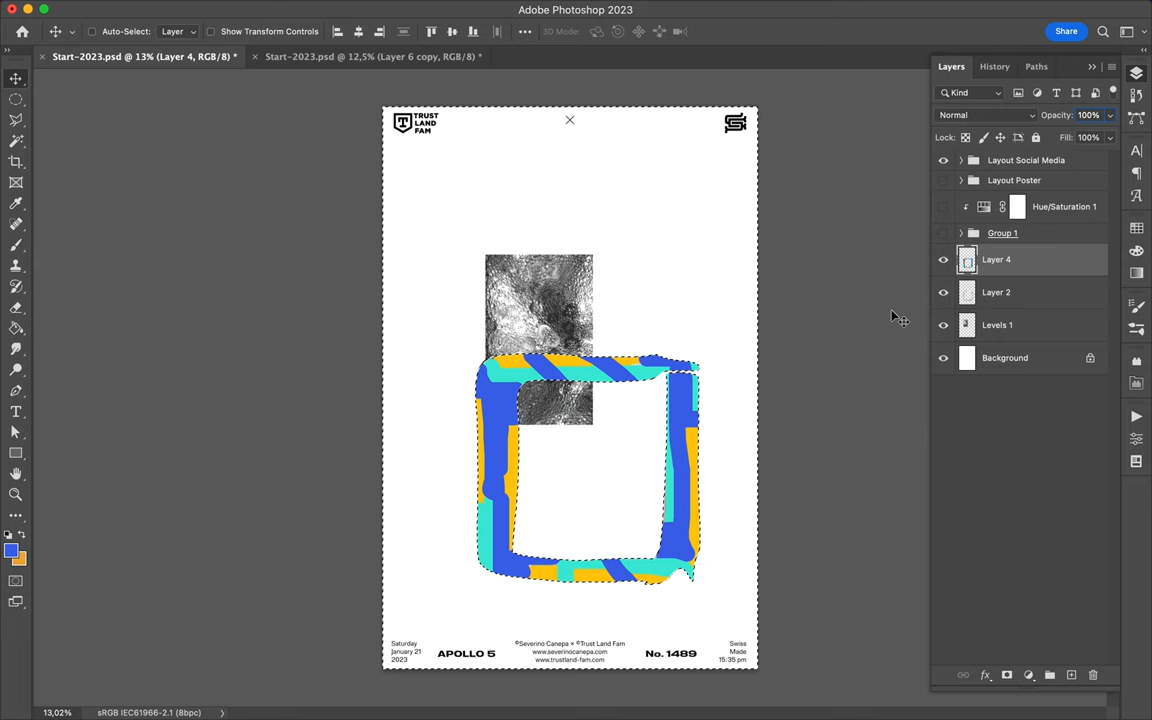 Adobe Photoshop 2023
Auto-Select: Layer Show Transform Controls 3D Mode: Share
Start-2023.psd @ 13% (Layer 4, RGB/8) * Start-2023.psd @ 12,5% (Layer 6 copy, RGB/8) *
Layers History Paths
Kind
Normal Opacity: 100%
Lock: Fill: 100%
Layout Social Media
Layout Poster
Hue/Saturation 1
Group 1
Layer 4
Layer 2
Levels 1
Background
TRUST
LAND
FAM
Saturday
January 21
2023
APOLLO 5
©Severino Canepa × ©Trust Land Fam
www.severinocanepa.com
www.trustland-fam.com
No. 1489
Swiss
Made
15:35 pm
13,02% sRGB IEC61966-2.1 (8bpc)